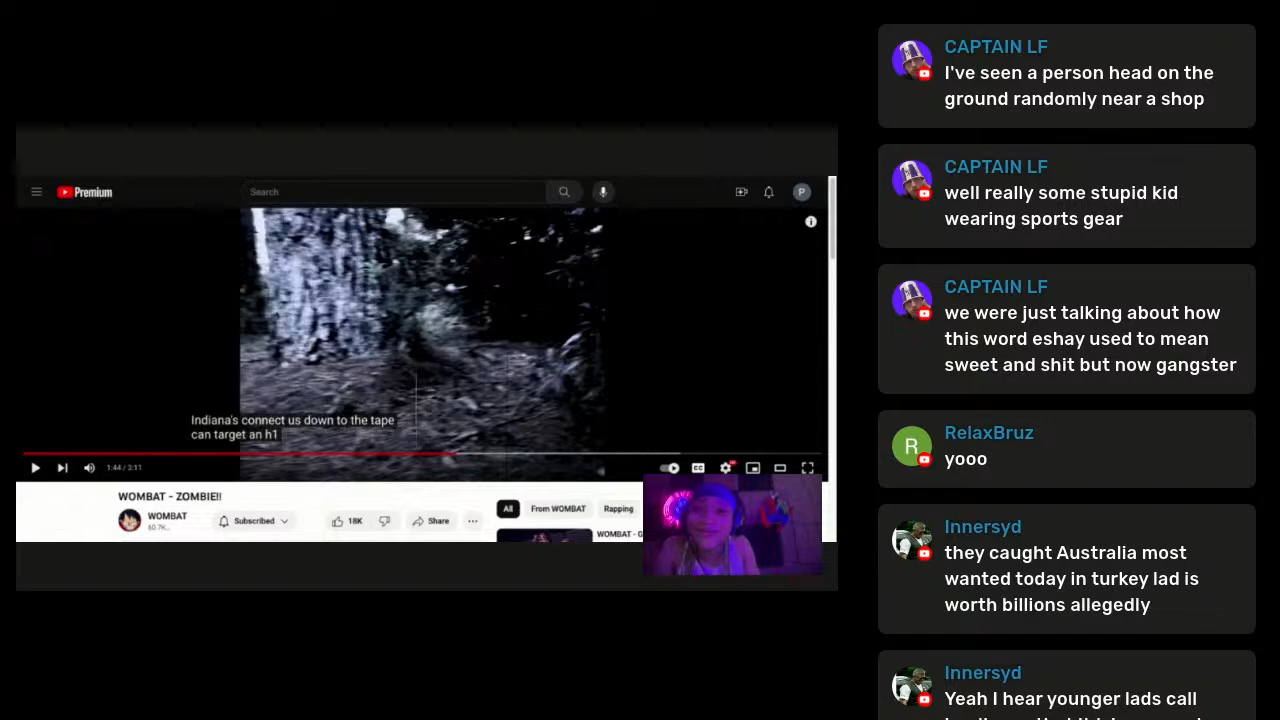 Premium
Search
P
Indiana's connect us down to the tape
can target an h1
1:44 / 3:11
WOMBAT - ZOMBIE!!
WOMBAT
60.7K...
Subscribed
18K
Share
All
From WOMBAT
Rapping
WOMBAT - G
CAPTAIN LF
I've seen a person head on the
ground randomly near a shop
CAPTAIN LF
well really some stupid kid
wearing sports gear
CAPTAIN LF
we were just talking about how
this word eshay used to mean
sweet and shit but now gangster
R
RelaxBruz
yooo
Innersyd
they caught Australia most
wanted today in turkey lad is
worth billions allegedly
Innersyd
Yeah I hear younger lads call